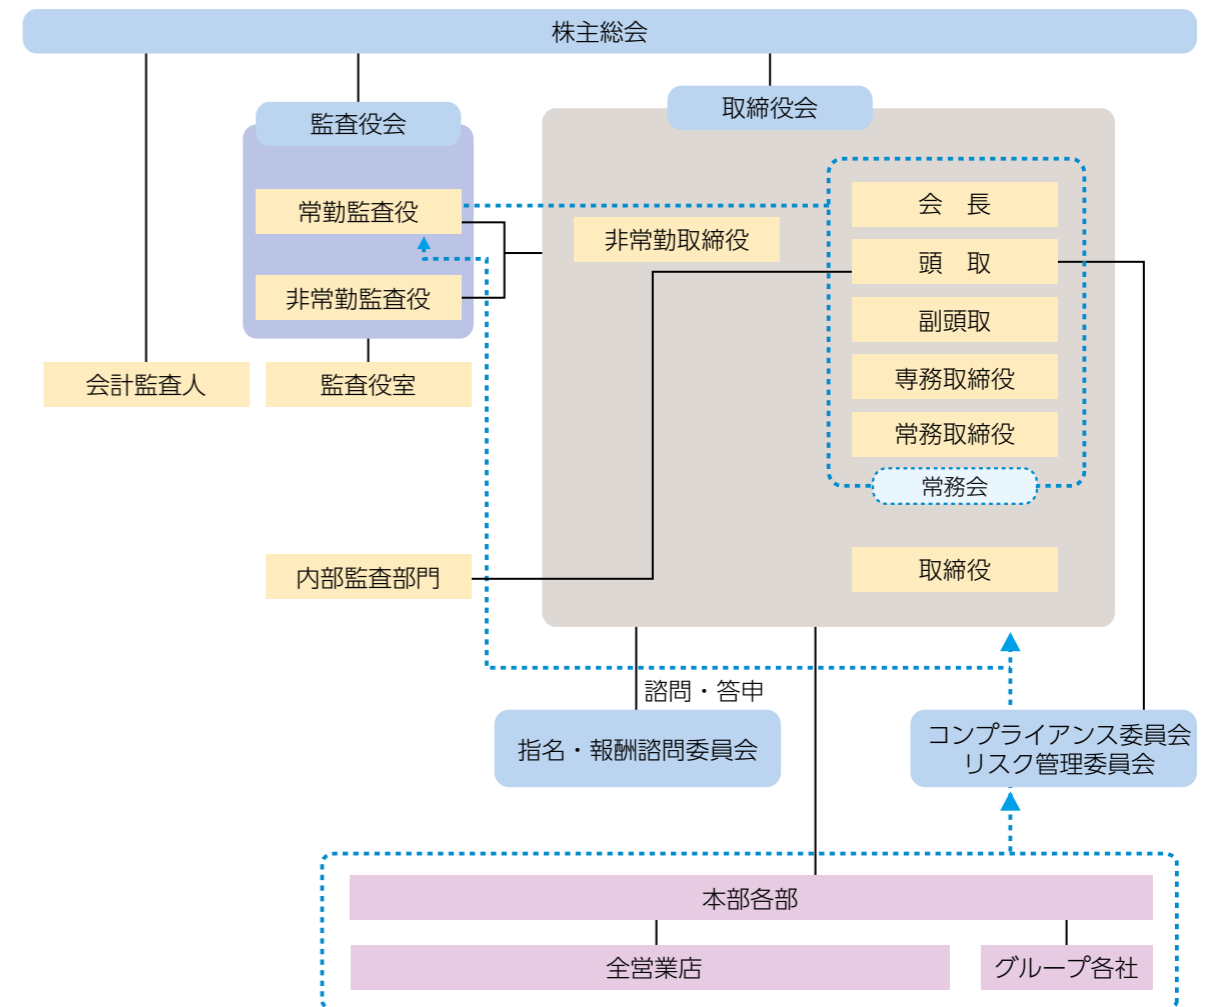 株主総会
監査役会
取締役会
常勤監査役
非常勤監査役
会計監査人
監査役室
非常勤取締役
会　長
頭　取
副頭取
専務取締役
常務取締役
常務会
取締役
内部監査部門
諮問・答申
指名・報酬諮問委員会
コンプライアンス委員会
リスク管理委員会
本部各部
全営業店
グループ各社